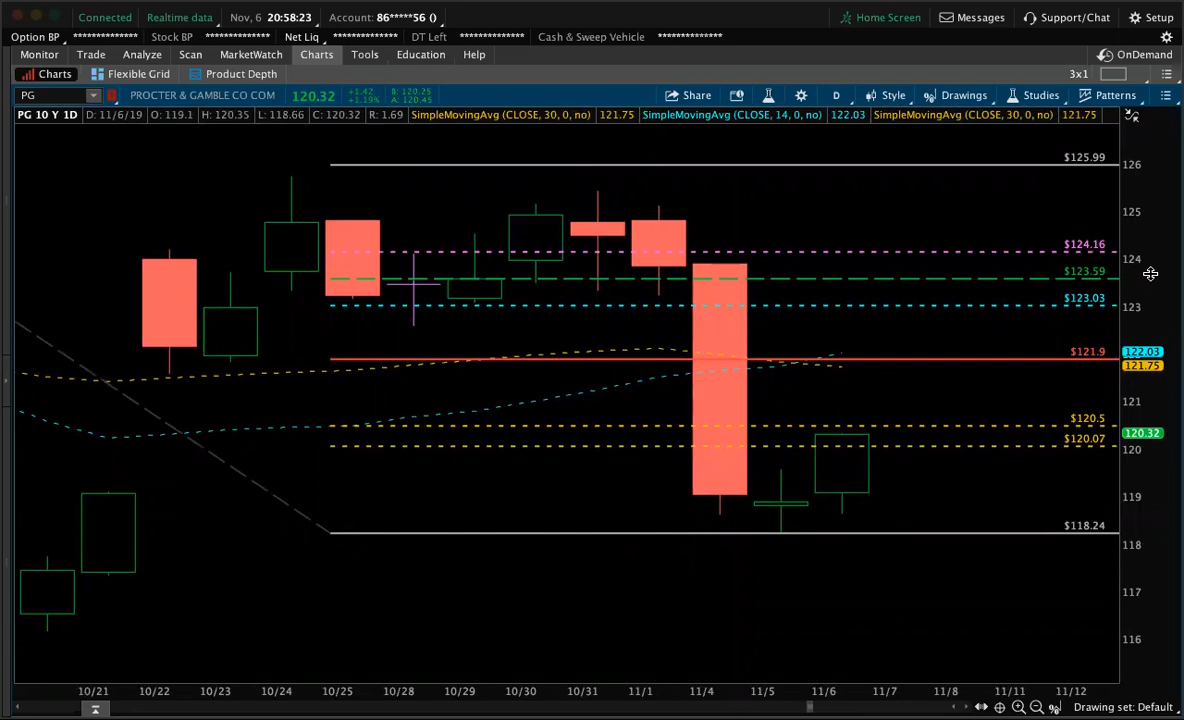 Connected Realtime data Nov, 6 20:58:23 Account: 86*****56 () Home Screen Messages Support/Chat Setup
Option BP ************** Stock BP ************** Net Liq ************** DT Left ************** Cash & Sweep Vehicle **************
Monitor Trade Analyze Scan MarketWatch Charts Tools Education Help OnDemand
Charts Flexible Grid Product Depth 3x1
PG PROCTER & GAMBLE CO COM 120.32 +1.42 +1.19% B: 120.25 A: 120.45 Share D Style Drawings Studies Patterns
PG 10 Y 1D D: 11/6/19 O: 119.1 H: 120.35 L: 118.66 C: 120.32 R: 1.69 SimpleMovingAvg (CLOSE, 30, 0, no) 121.75 SimpleMovingAvg (CLOSE, 14, 0, no) 122.03 SimpleMovingAvg (CLOSE, 30, 0, no) 121.75
$125.99
126
125
$124.16
124
$123.59
$123.03
123
$121.9
122.03
121.75
121
$120.5
120.32
$120.07
120
119
$118.24
118
117
116
10/21 10/22 10/23 10/24 10/25 10/28 10/29 10/30 10/31 11/1 11/4 11/5 11/6 11/7 11/8 11/11 11/12
Drawing set: Default